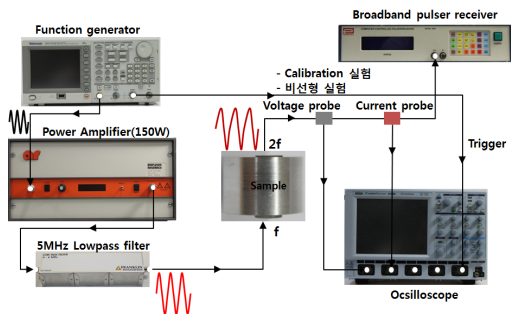 Broadband pulser receiver
Function generator
- Calibration 실험
- 비선형 실험
Voltage probe
Current probe
Power Amplifier(150W)
2f
Trigger
Sample
f
5MHz Lowpass filter
Ocsilloscope